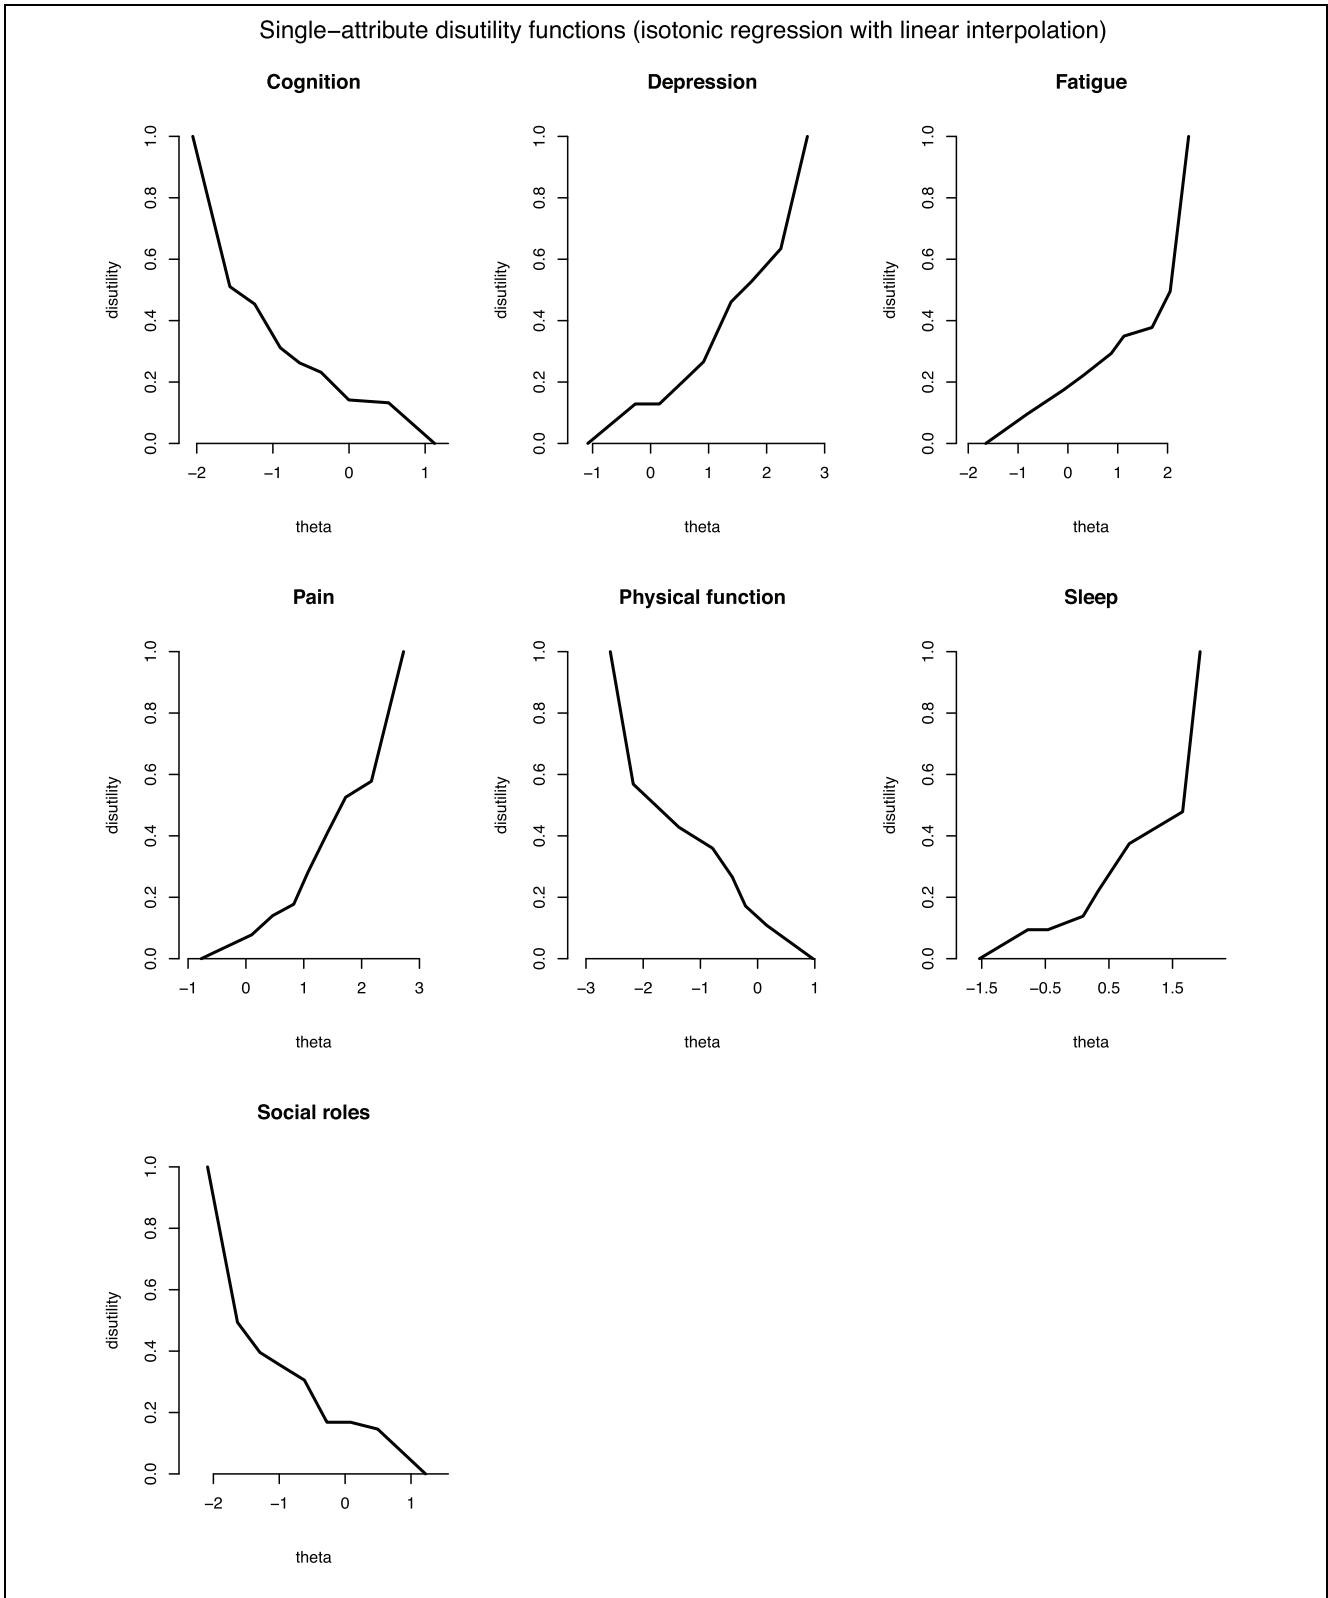 Single−attribute disutility functions (isotonic regression with linear interpolation)
Cognition
disutility
1.0
0.8
0.6
0.4
0.2
0.0
−2 −1 0 1
theta
Depression
disutility
1.0
0.8
0.6
0.4
0.2
0.0
−1 0 1 2 3
theta
Fatigue
disutility
1.0
0.8
0.6
0.4
0.2
0.0
−2 −1 0 1 2
theta
Pain
disutility
1.0
0.8
0.6
0.4
0.2
0.0
−1 0 1 2 3
theta
Physical function
disutility
1.0
0.8
0.6
0.4
0.2
0.0
−3 −2 −1 0 1
theta
Sleep
disutility
1.0
0.8
0.6
0.4
0.2
0.0
−1.5 −0.5 0.5 1.5
theta
Social roles
disutility
1.0
0.8
0.6
0.4
0.2
0.0
−2 −1 0 1
theta